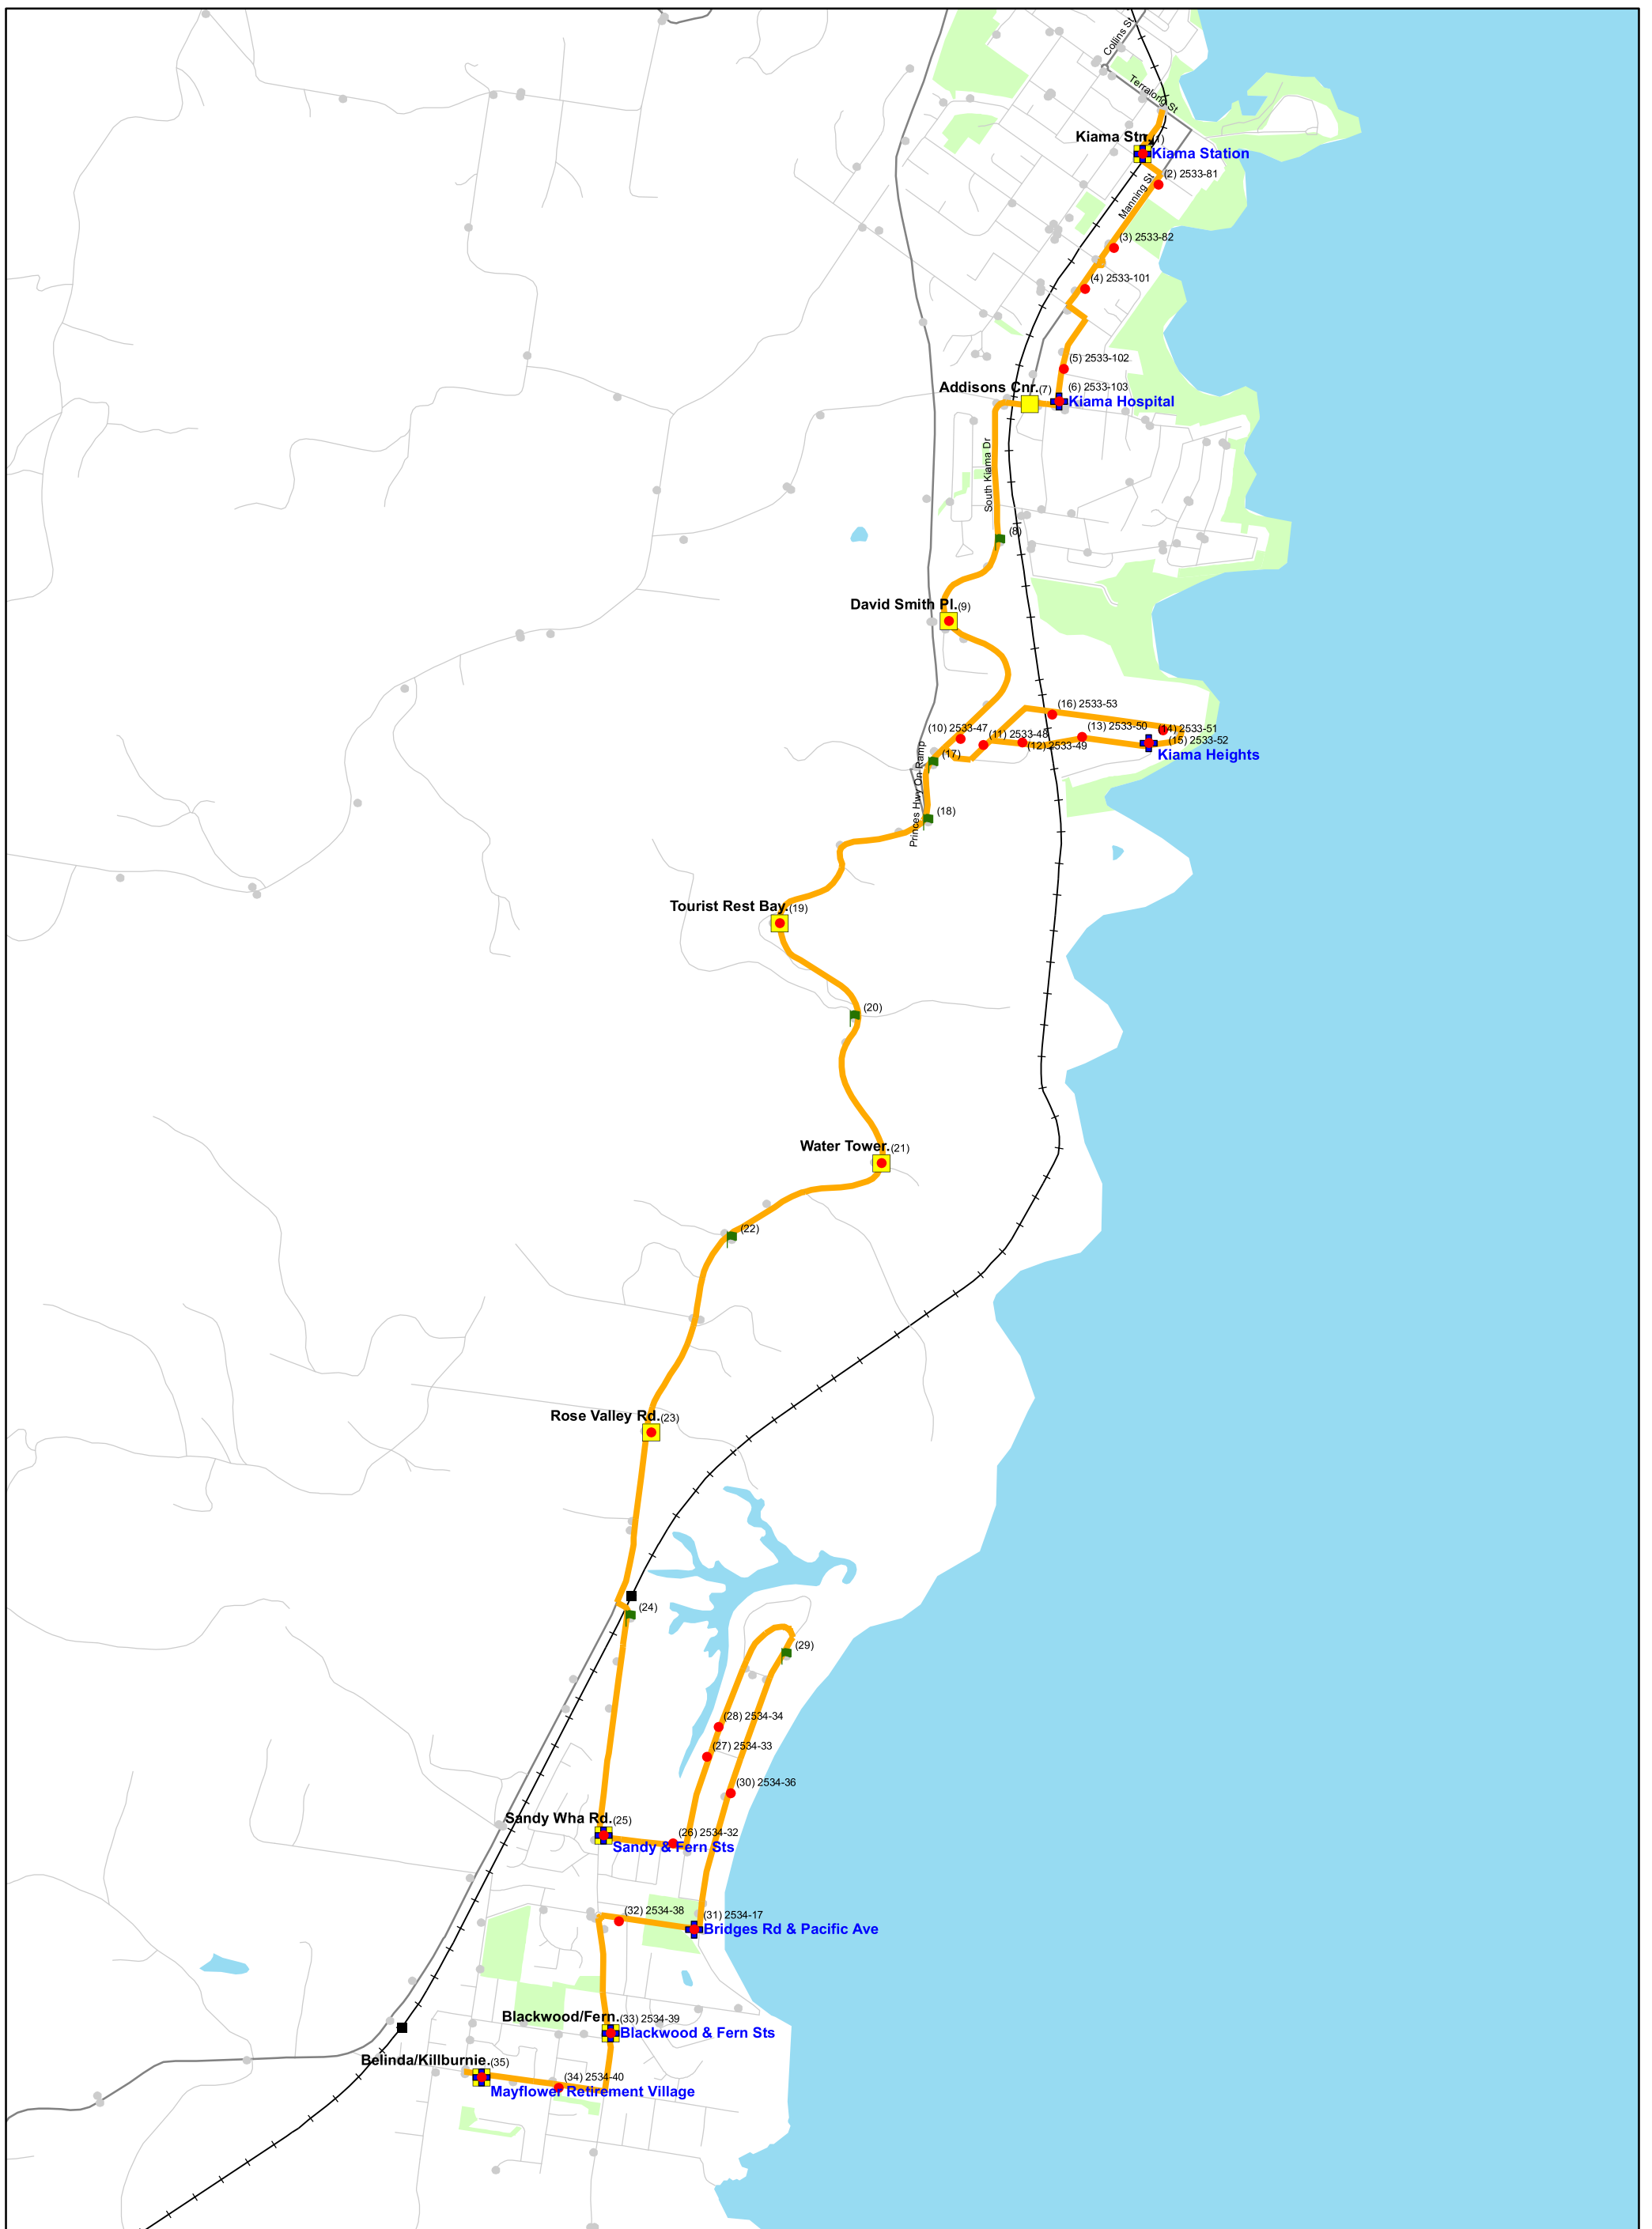 Collins St
Terralong St
Kiama Stn.(1)
Kiama Station
(2) 2533-81
Manning St
(3) 2533-82
(4) 2533-101
(5) 2533-102
Addisons Cnr.(7)
(6) 2533-103
Kiama Hospital
South Kiama Dr
(8)
David Smith Pl.(9)
(16) 2533-53
(10) 2533-47
(11) 2533-48
(12) 2533-49
(13) 2533-50
(14) 2533-51
(15) 2533-52
Kiama Heights
(17)
Princes Hwy On Ramp
(18)
Tourist Rest Bay.(19)
(20)
Water Tower.(21)
(22)
Rose Valley Rd.(23)
(24)
(29)
(28) 2534-34
(27) 2534-33
(30) 2534-36
Sandy Wha Rd.(25)
(26) 2534-32
Sandy & Fern Sts
(32) 2534-38
(31) 2534-17
Bridges Rd & Pacific Ave
Blackwood/Fern.(33) 2534-39
Blackwood & Fern Sts
Belinda/Killburnie.(35)
(34) 2534-40
Mayflower Retirement Village